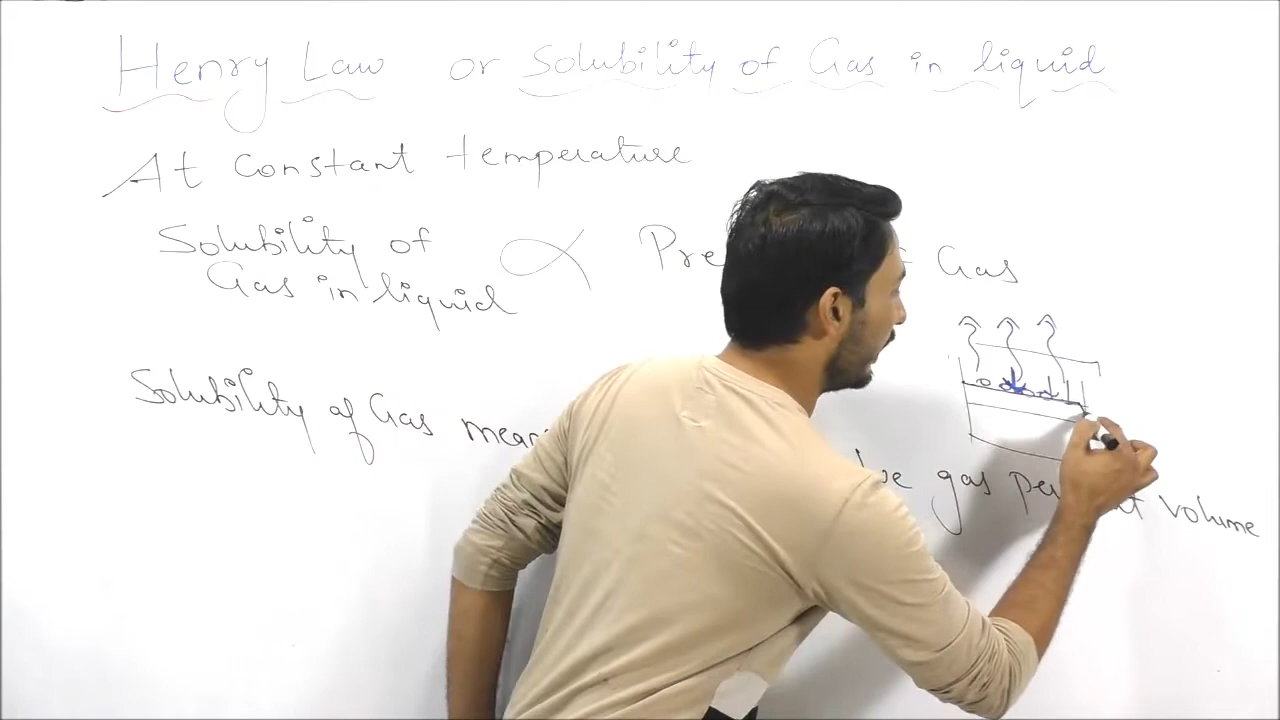 Henry Law or Solubility of Gas in liquid
At Constant temperature
Solubility of ∝ Pre Gas
Gas in liquid
Solubility of Gas mean gas pe t volume